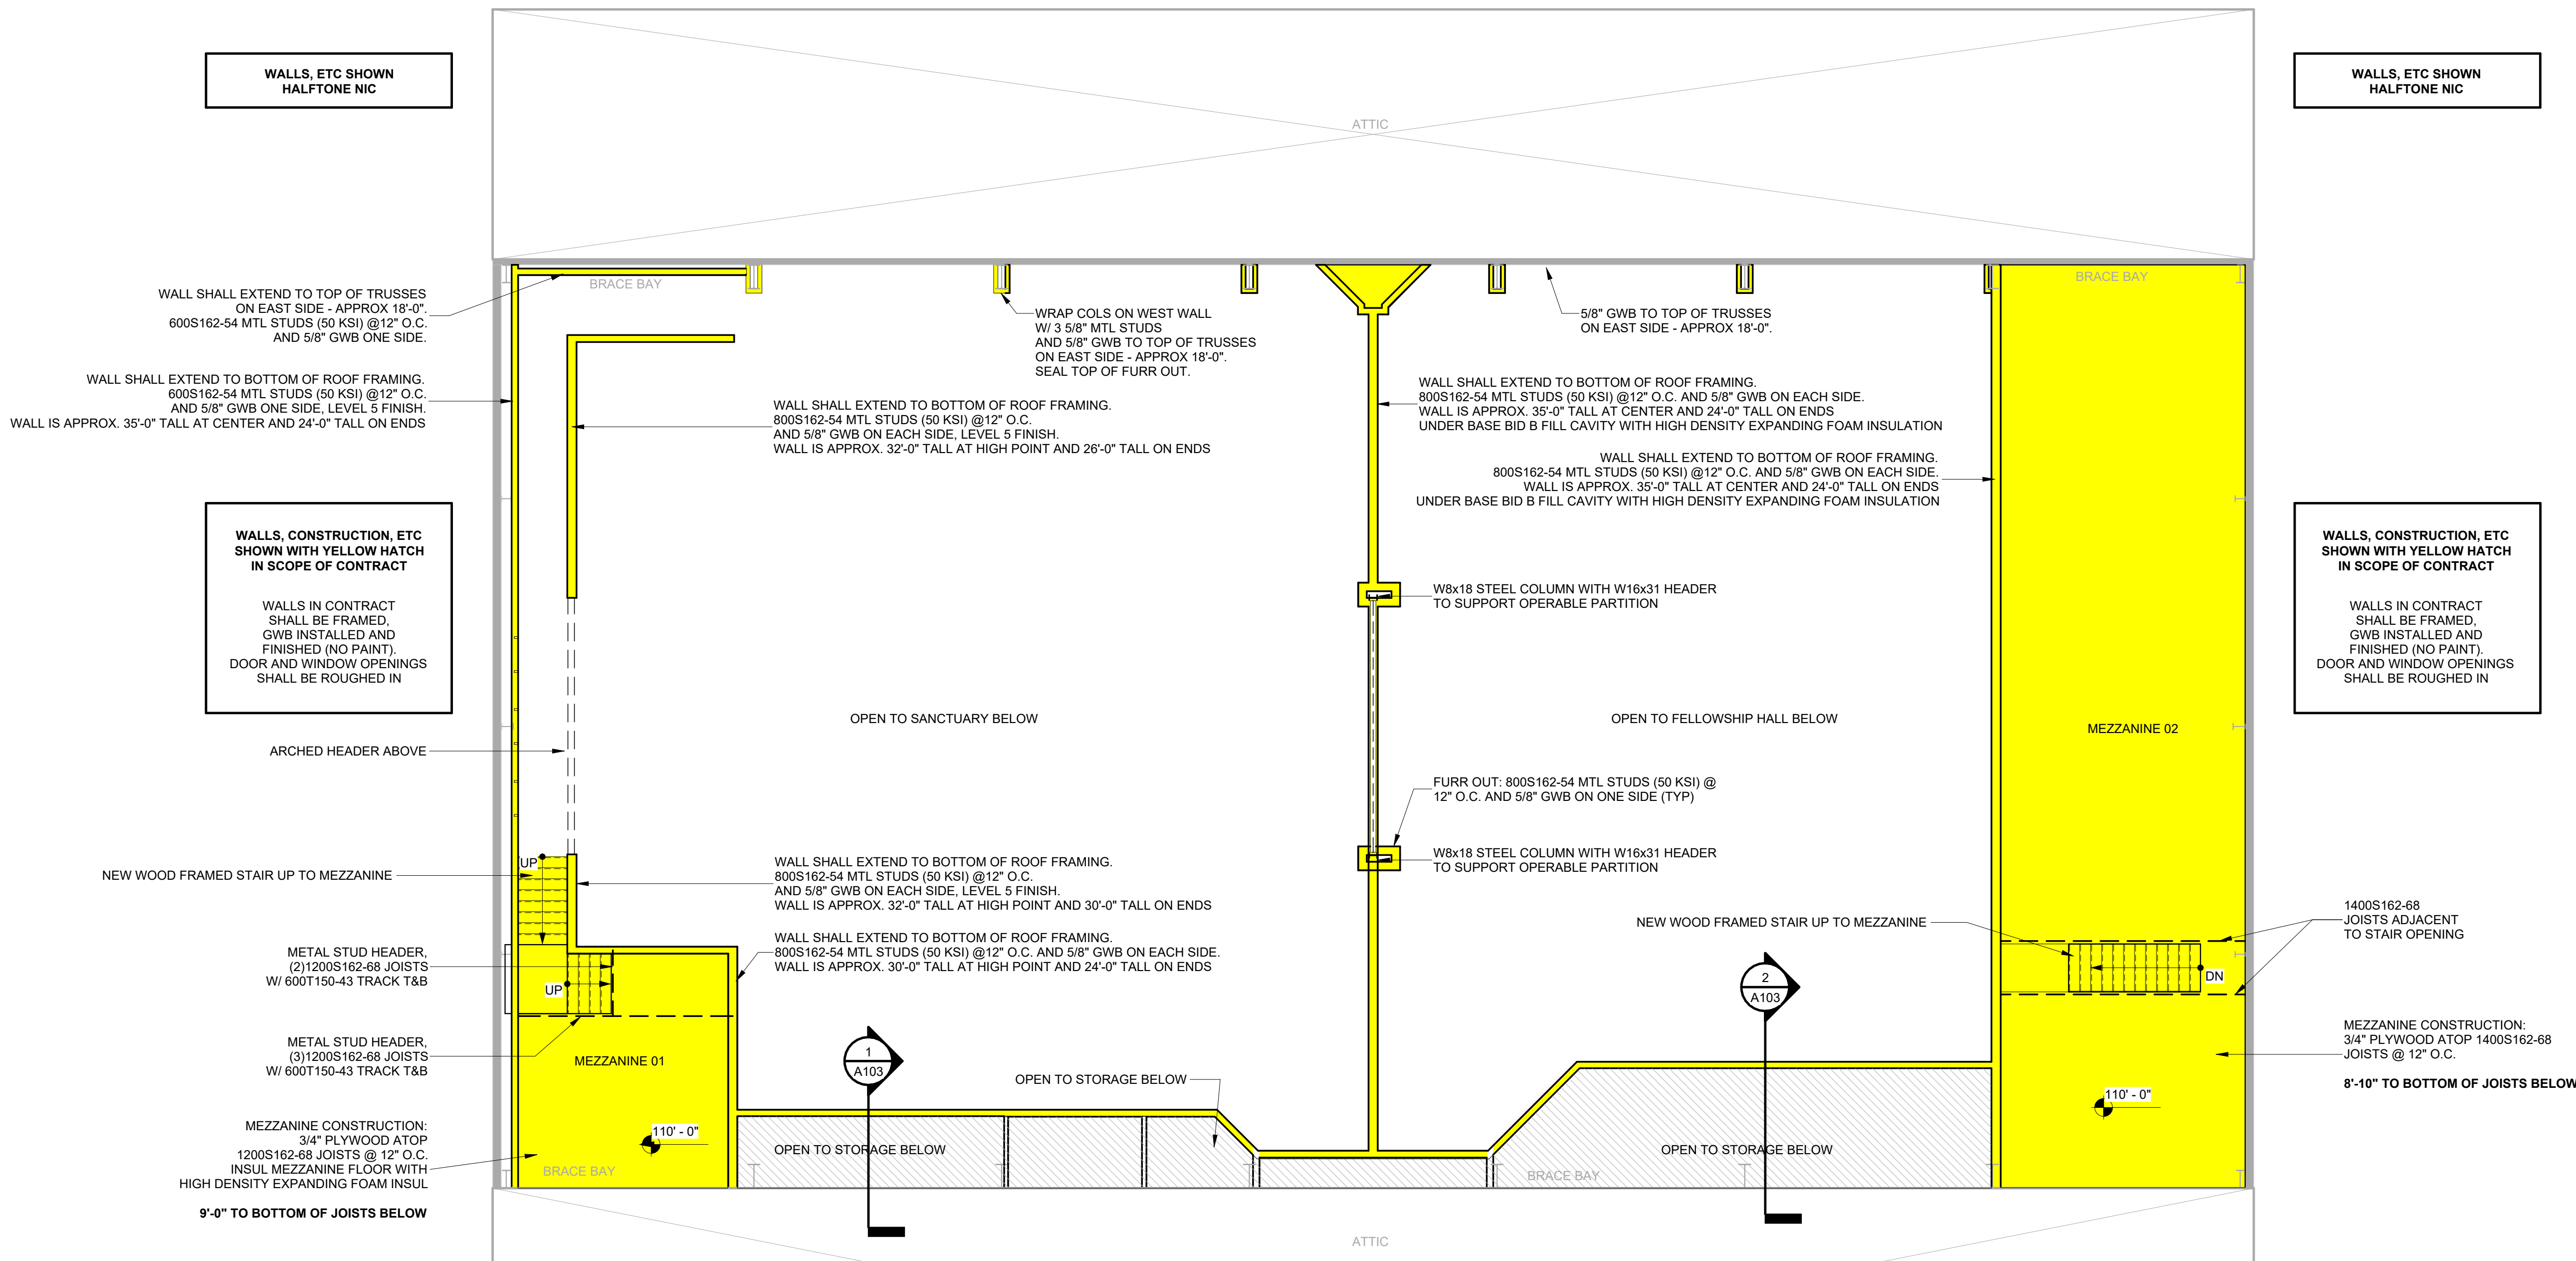 WALLS, ETC SHOWN
HALFTONE NIC
WALLS, ETC SHOWN
HALFTONE NIC
ATTIC
BRACE BAY
BRACE BAY
WALL SHALL EXTEND TO TOP OF TRUSSES
ON EAST SIDE - APPROX 18'-0".
600S162-54 MTL STUDS (50 KSI) @12" O.C.
AND 5/8" GWB ONE SIDE.
WRAP COLS ON WEST WALL
W/ 3 5/8" MTL STUDS
AND 5/8" GWB TO TOP OF TRUSSES
ON EAST SIDE - APPROX 18'-0".
SEAL TOP OF FURR OUT.
5/8" GWB TO TOP OF TRUSSES
ON EAST SIDE - APPROX 18'-0".
WALL SHALL EXTEND TO BOTTOM OF ROOF FRAMING.
600S162-54 MTL STUDS (50 KSI) @12" O.C.
AND 5/8" GWB ONE SIDE, LEVEL 5 FINISH.
WALL IS APPROX. 35'-0" TALL AT CENTER AND 24'-0" TALL ON ENDS
WALL SHALL EXTEND TO BOTTOM OF ROOF FRAMING.
800S162-54 MTL STUDS (50 KSI) @12" O.C.
AND 5/8" GWB ON EACH SIDE, LEVEL 5 FINISH.
WALL IS APPROX. 32'-0" TALL AT HIGH POINT AND 26'-0" TALL ON ENDS
WALL SHALL EXTEND TO BOTTOM OF ROOF FRAMING.
800S162-54 MTL STUDS (50 KSI) @12" O.C. AND 5/8" GWB ON EACH SIDE.
WALL IS APPROX. 35'-0" TALL AT CENTER AND 24'-0" TALL ON ENDS
UNDER BASE BID B FILL CAVITY WITH HIGH DENSITY EXPANDING FOAM INSULATION
WALL SHALL EXTEND TO BOTTOM OF ROOF FRAMING.
800S162-54 MTL STUDS (50 KSI) @12" O.C. AND 5/8" GWB ON EACH SIDE.
WALL IS APPROX. 35'-0" TALL AT CENTER AND 24'-0" TALL ON ENDS
UNDER BASE BID B FILL CAVITY WITH HIGH DENSITY EXPANDING FOAM INSULATION
WALLS, CONSTRUCTION, ETC
SHOWN WITH YELLOW HATCH
IN SCOPE OF CONTRACT
WALLS IN CONTRACT
SHALL BE FRAMED,
GWB INSTALLED AND
FINISHED (NO PAINT).
DOOR AND WINDOW OPENINGS
SHALL BE ROUGHED IN
WALLS, CONSTRUCTION, ETC
SHOWN WITH YELLOW HATCH
IN SCOPE OF CONTRACT
WALLS IN CONTRACT
SHALL BE FRAMED,
GWB INSTALLED AND
FINISHED (NO PAINT).
DOOR AND WINDOW OPENINGS
SHALL BE ROUGHED IN
W8x18 STEEL COLUMN WITH W16x31 HEADER
TO SUPPORT OPERABLE PARTITION
OPEN TO SANCTUARY BELOW
OPEN TO FELLOWSHIP HALL BELOW
MEZZANINE 02
ARCHED HEADER ABOVE
FURR OUT: 800S162-54 MTL STUDS (50 KSI) @
12" O.C. AND 5/8" GWB ON ONE SIDE (TYP)
W8x18 STEEL COLUMN WITH W16x31 HEADER
TO SUPPORT OPERABLE PARTITION
UP
NEW WOOD FRAMED STAIR UP TO MEZZANINE
WALL SHALL EXTEND TO BOTTOM OF ROOF FRAMING.
800S162-54 MTL STUDS (50 KSI) @12" O.C.
AND 5/8" GWB ON EACH SIDE, LEVEL 5 FINISH.
WALL IS APPROX. 32'-0" TALL AT HIGH POINT AND 30'-0" TALL ON ENDS
NEW WOOD FRAMED STAIR UP TO MEZZANINE
1400S162-68
JOISTS ADJACENT
TO STAIR OPENING
WALL SHALL EXTEND TO BOTTOM OF ROOF FRAMING.
800S162-54 MTL STUDS (50 KSI) @12" O.C. AND 5/8" GWB ON EACH SIDE.
WALL IS APPROX. 30'-0" TALL AT HIGH POINT AND 24'-0" TALL ON ENDS
METAL STUD HEADER,
(2)1200S162-68 JOISTS
W/ 600T150-43 TRACK T&B
UP
DN
2
A103
METAL STUD HEADER,
(3)1200S162-68 JOISTS
W/ 600T150-43 TRACK T&B
MEZZANINE 01
1
A103
OPEN TO STORAGE BELOW
MEZZANINE CONSTRUCTION:
3/4" PLYWOOD ATOP 1400S162-68
JOISTS @ 12" O.C.
8'-10" TO BOTTOM OF JOISTS BELOW
110' - 0"
MEZZANINE CONSTRUCTION:
3/4" PLYWOOD ATOP
1200S162-68 JOISTS @ 12" O.C.
INSUL MEZZANINE FLOOR WITH
HIGH DENSITY EXPANDING FOAM INSUL
9'-0" TO BOTTOM OF JOISTS BELOW
110' - 0"
OPEN TO STORAGE BELOW
OPEN TO STORAGE BELOW
BRACE BAY
BRACE BAY
ATTIC